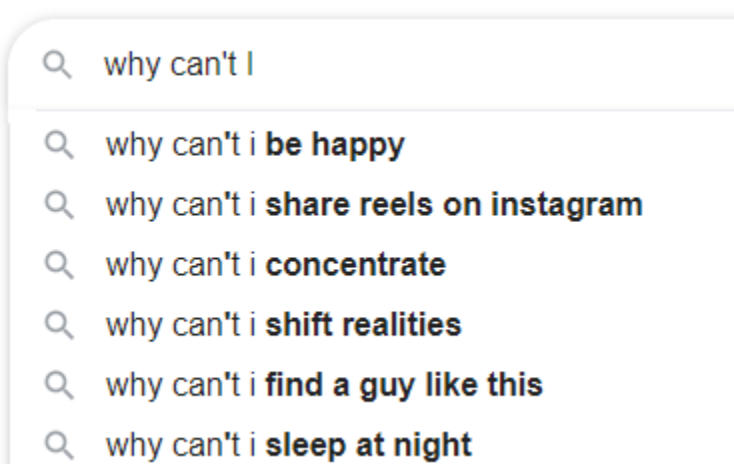 why can't I
why can't i be happy
why can't i share reels on instagram
why can't i concentrate
why can't i shift realities
why can't i find a guy like this
why can't i sleep at night